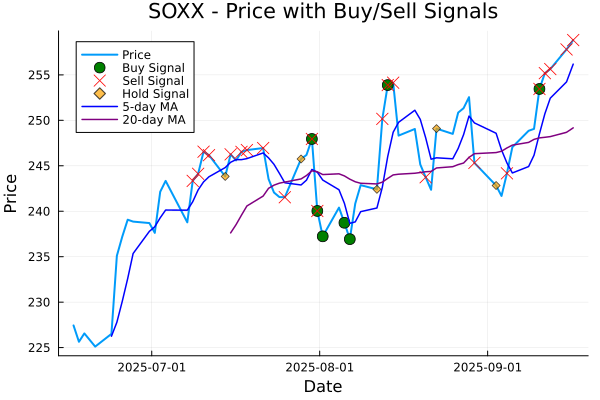 SOXX - Price with Buy/Sell Signals
Price
Buy Signal
Sell Signal
Hold Signal
5-day MA
20-day MA
255
250
245
240
235
230
225
Price
2025-07-01
2025-08-01
2025-09-01
Date